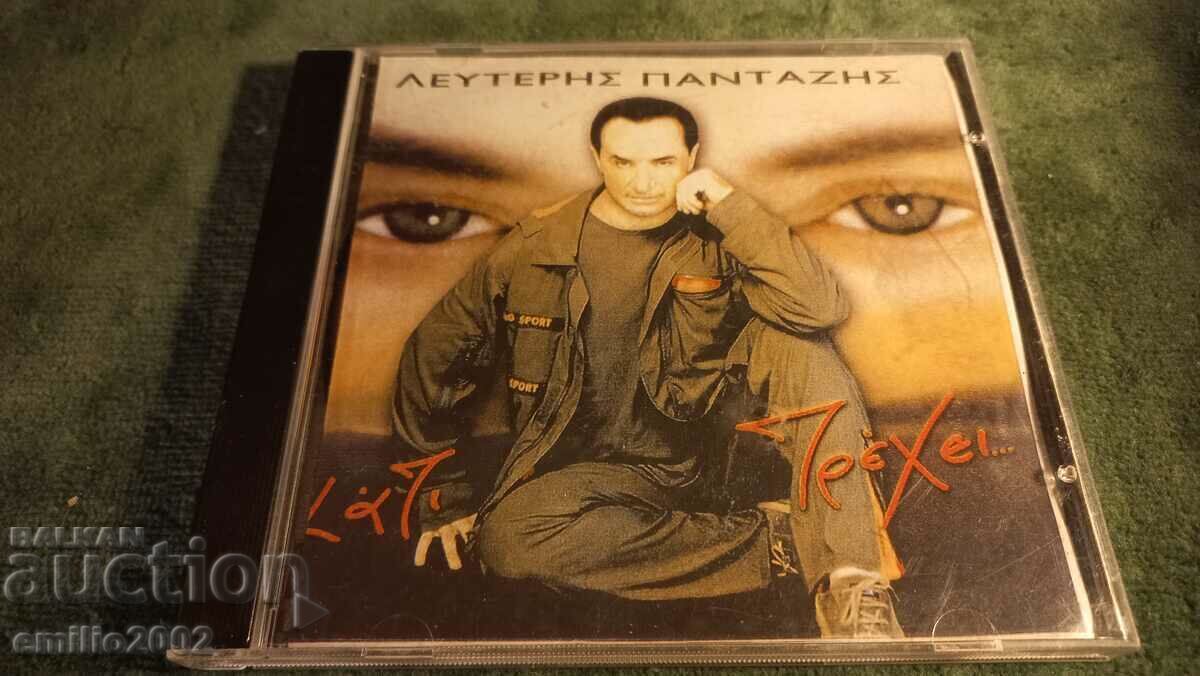 ΛΕΥΤΕΡΗΣ ΠΑΝΤΑΖΗΣ
SPORT
SPORT
Κάτι Τρέχει...
BALKAN
auction
emilio2002